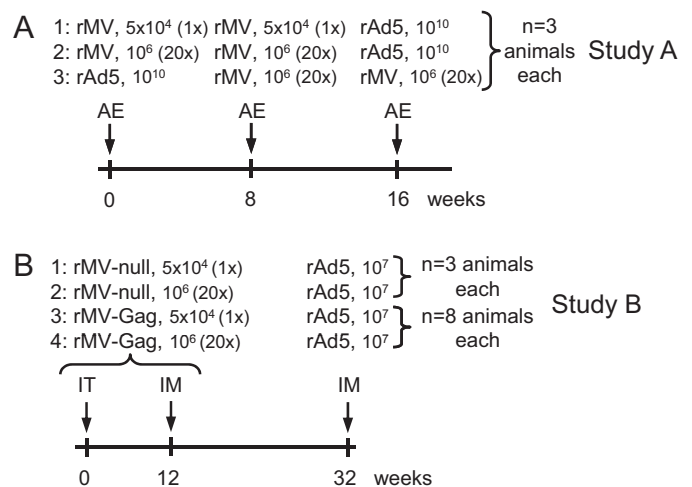 A
1: rMV, 5x10⁴ (1x) rMV, 5x10⁴ (1x) rAd5, 10¹⁰
2: rMV, 10⁶ (20x) rMV, 10⁶ (20x) rAd5, 10¹⁰
3: rAd5, 10¹⁰ rMV, 10⁶ (20x) rMV, 10⁶ (20x)
n=3
animals
each
Study A
AE AE AE
0 8 16 weeks
B
1: rMV-null, 5x10⁴ (1x) rAd5, 10⁷
2: rMV-null, 10⁶ (20x) rAd5, 10⁷
3: rMV-Gag, 5x10⁴ (1x) rAd5, 10⁷
4: rMV-Gag, 10⁶ (20x) rAd5, 10⁷
n=3 animals
each
n=8 animals
each
Study B
IT IM IM
0 12 32 weeks